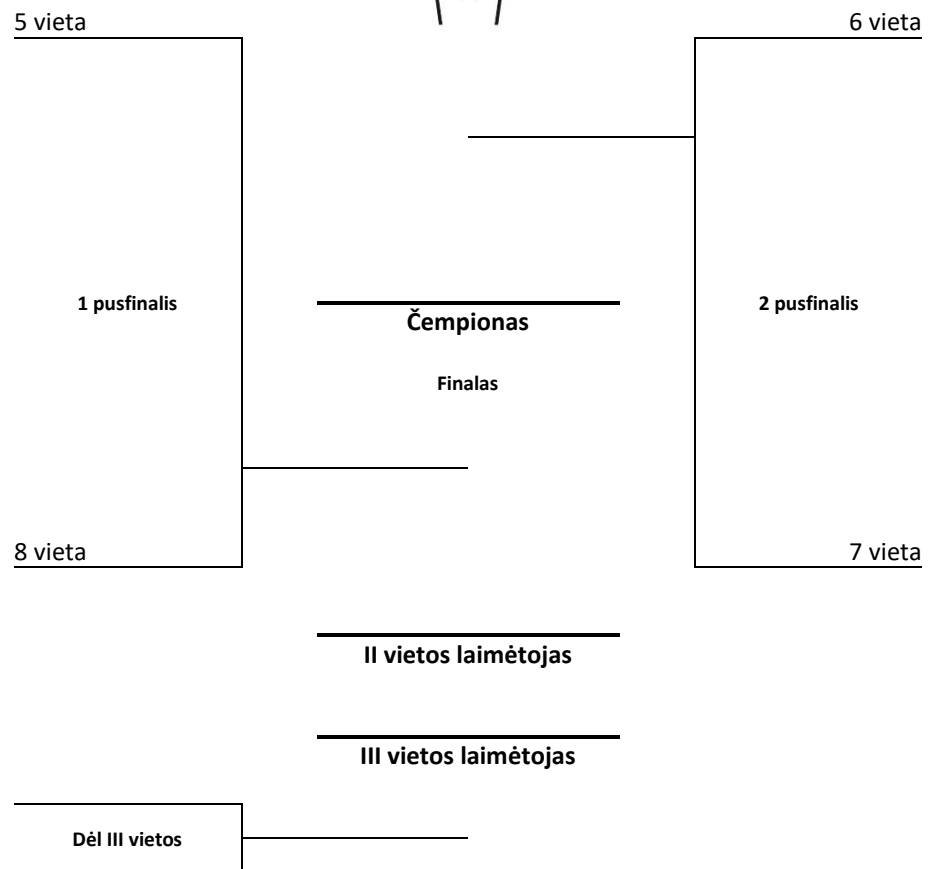 5 vieta
6 vieta
1 pusfinalis
2 pusfinalis
Čempionas
Finalas
8 vieta
7 vieta
II vietos laimėtojas
III vietos laimėtojas
Dėl III vietos